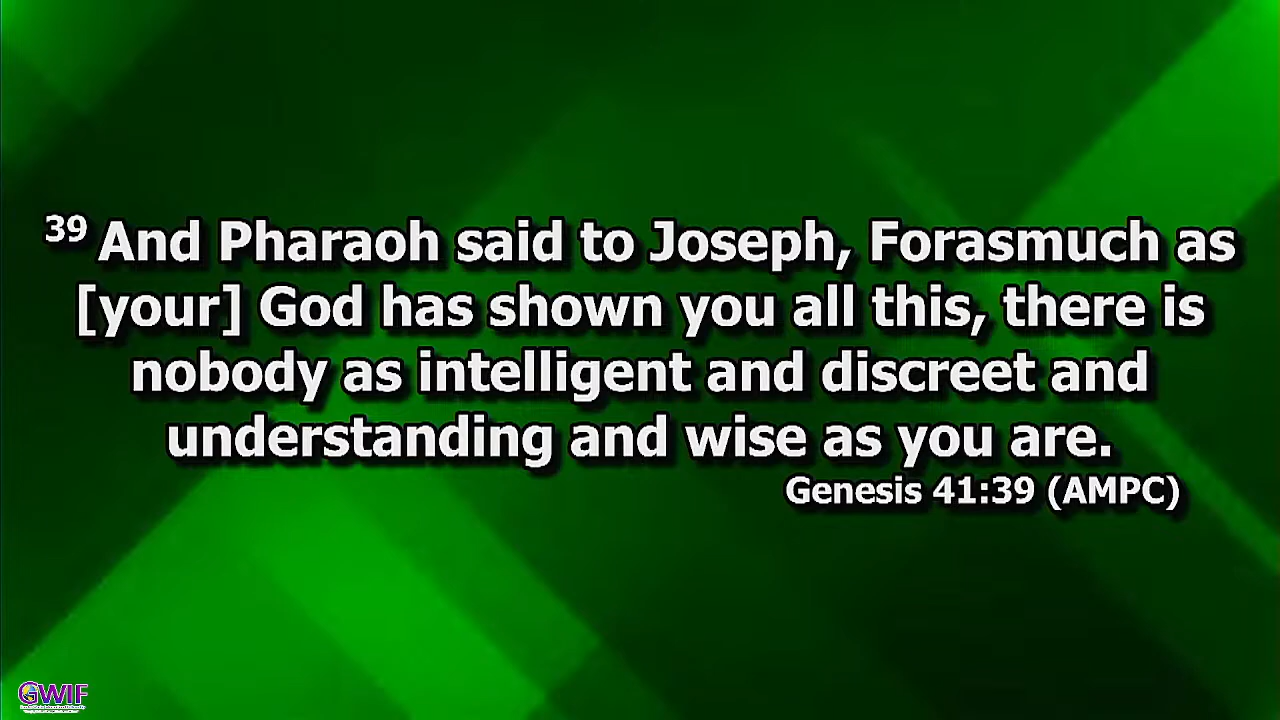 39 And Pharaoh said to Joseph, Forasmuch as
[your] God has shown you all this, there is
nobody as intelligent and discreet and
understanding and wise as you are.
Genesis 41:39 (AMPC)
GWIF